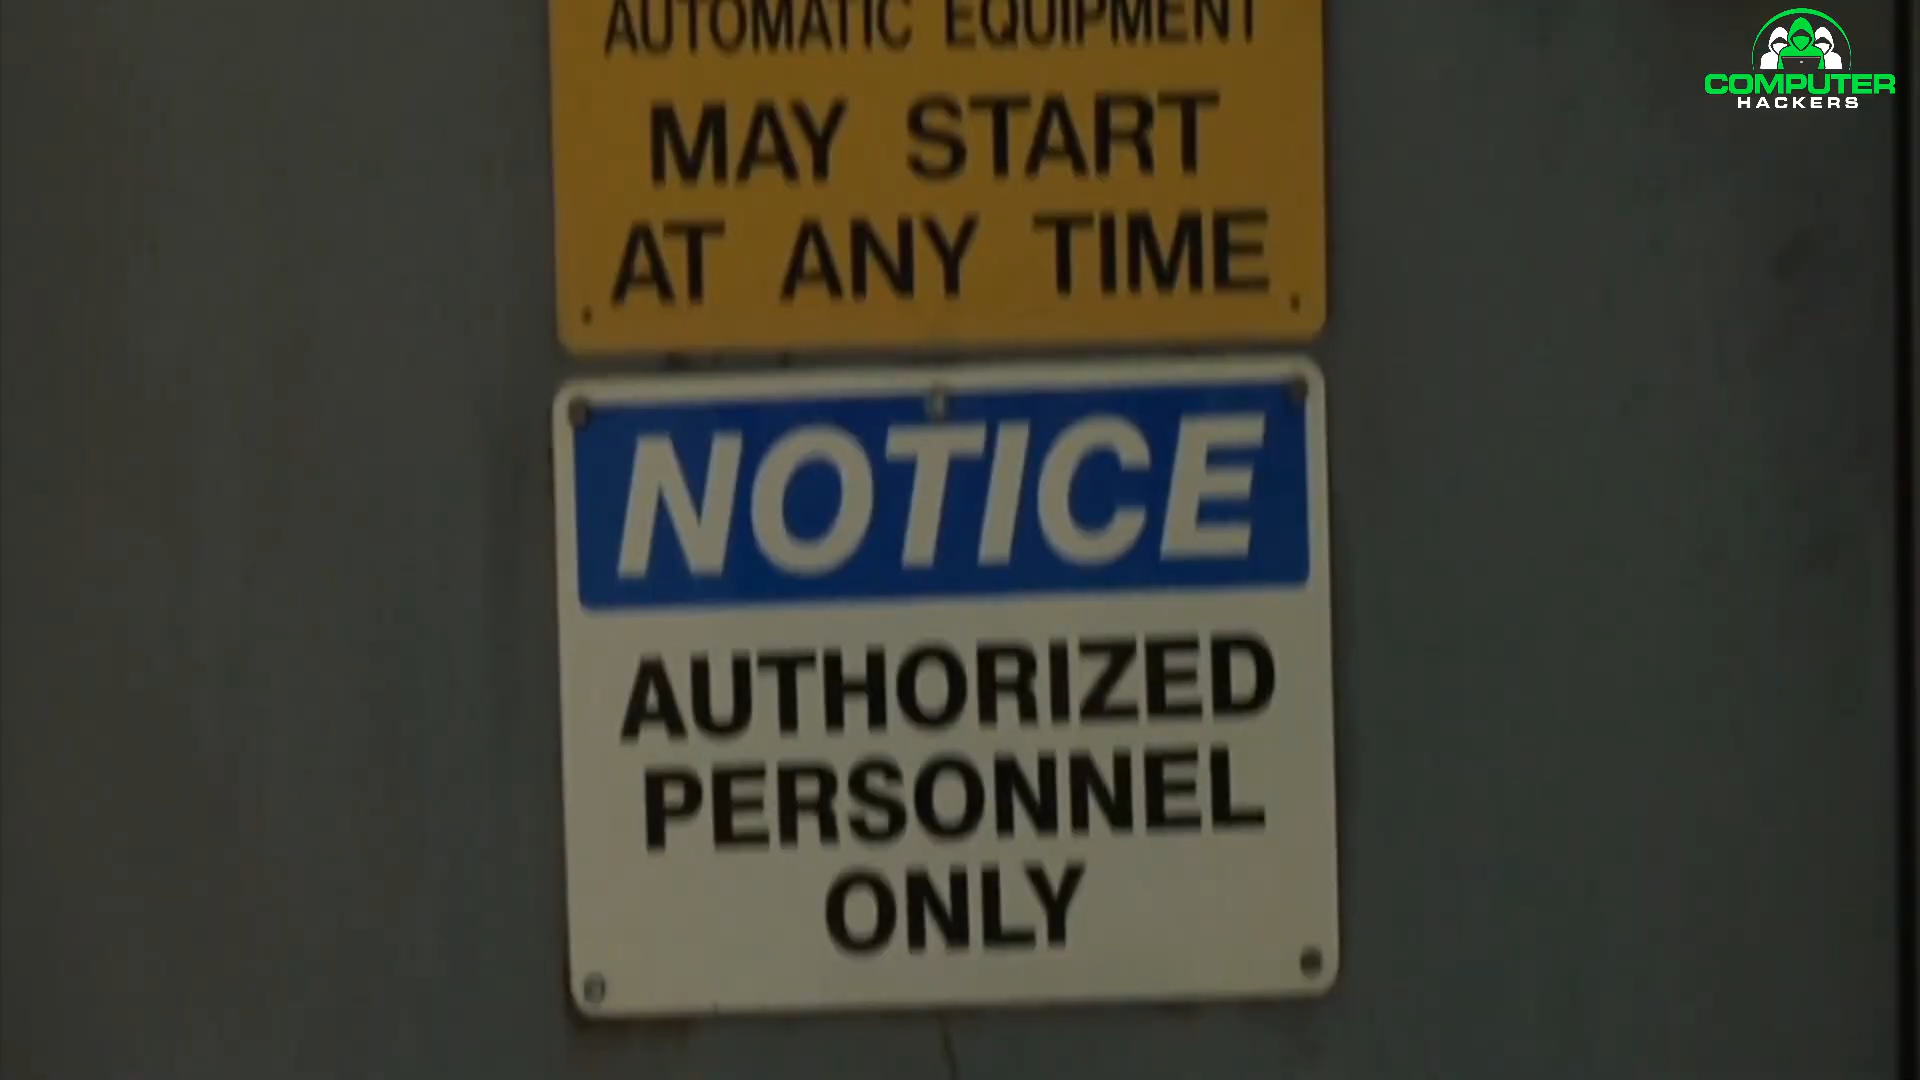 AUTOMATIC EQUIPMENT
MAY START
AT ANY TIME
NOTICE
AUTHORIZED
PERSONNEL
ONLY
COMPUTER
HACKERS